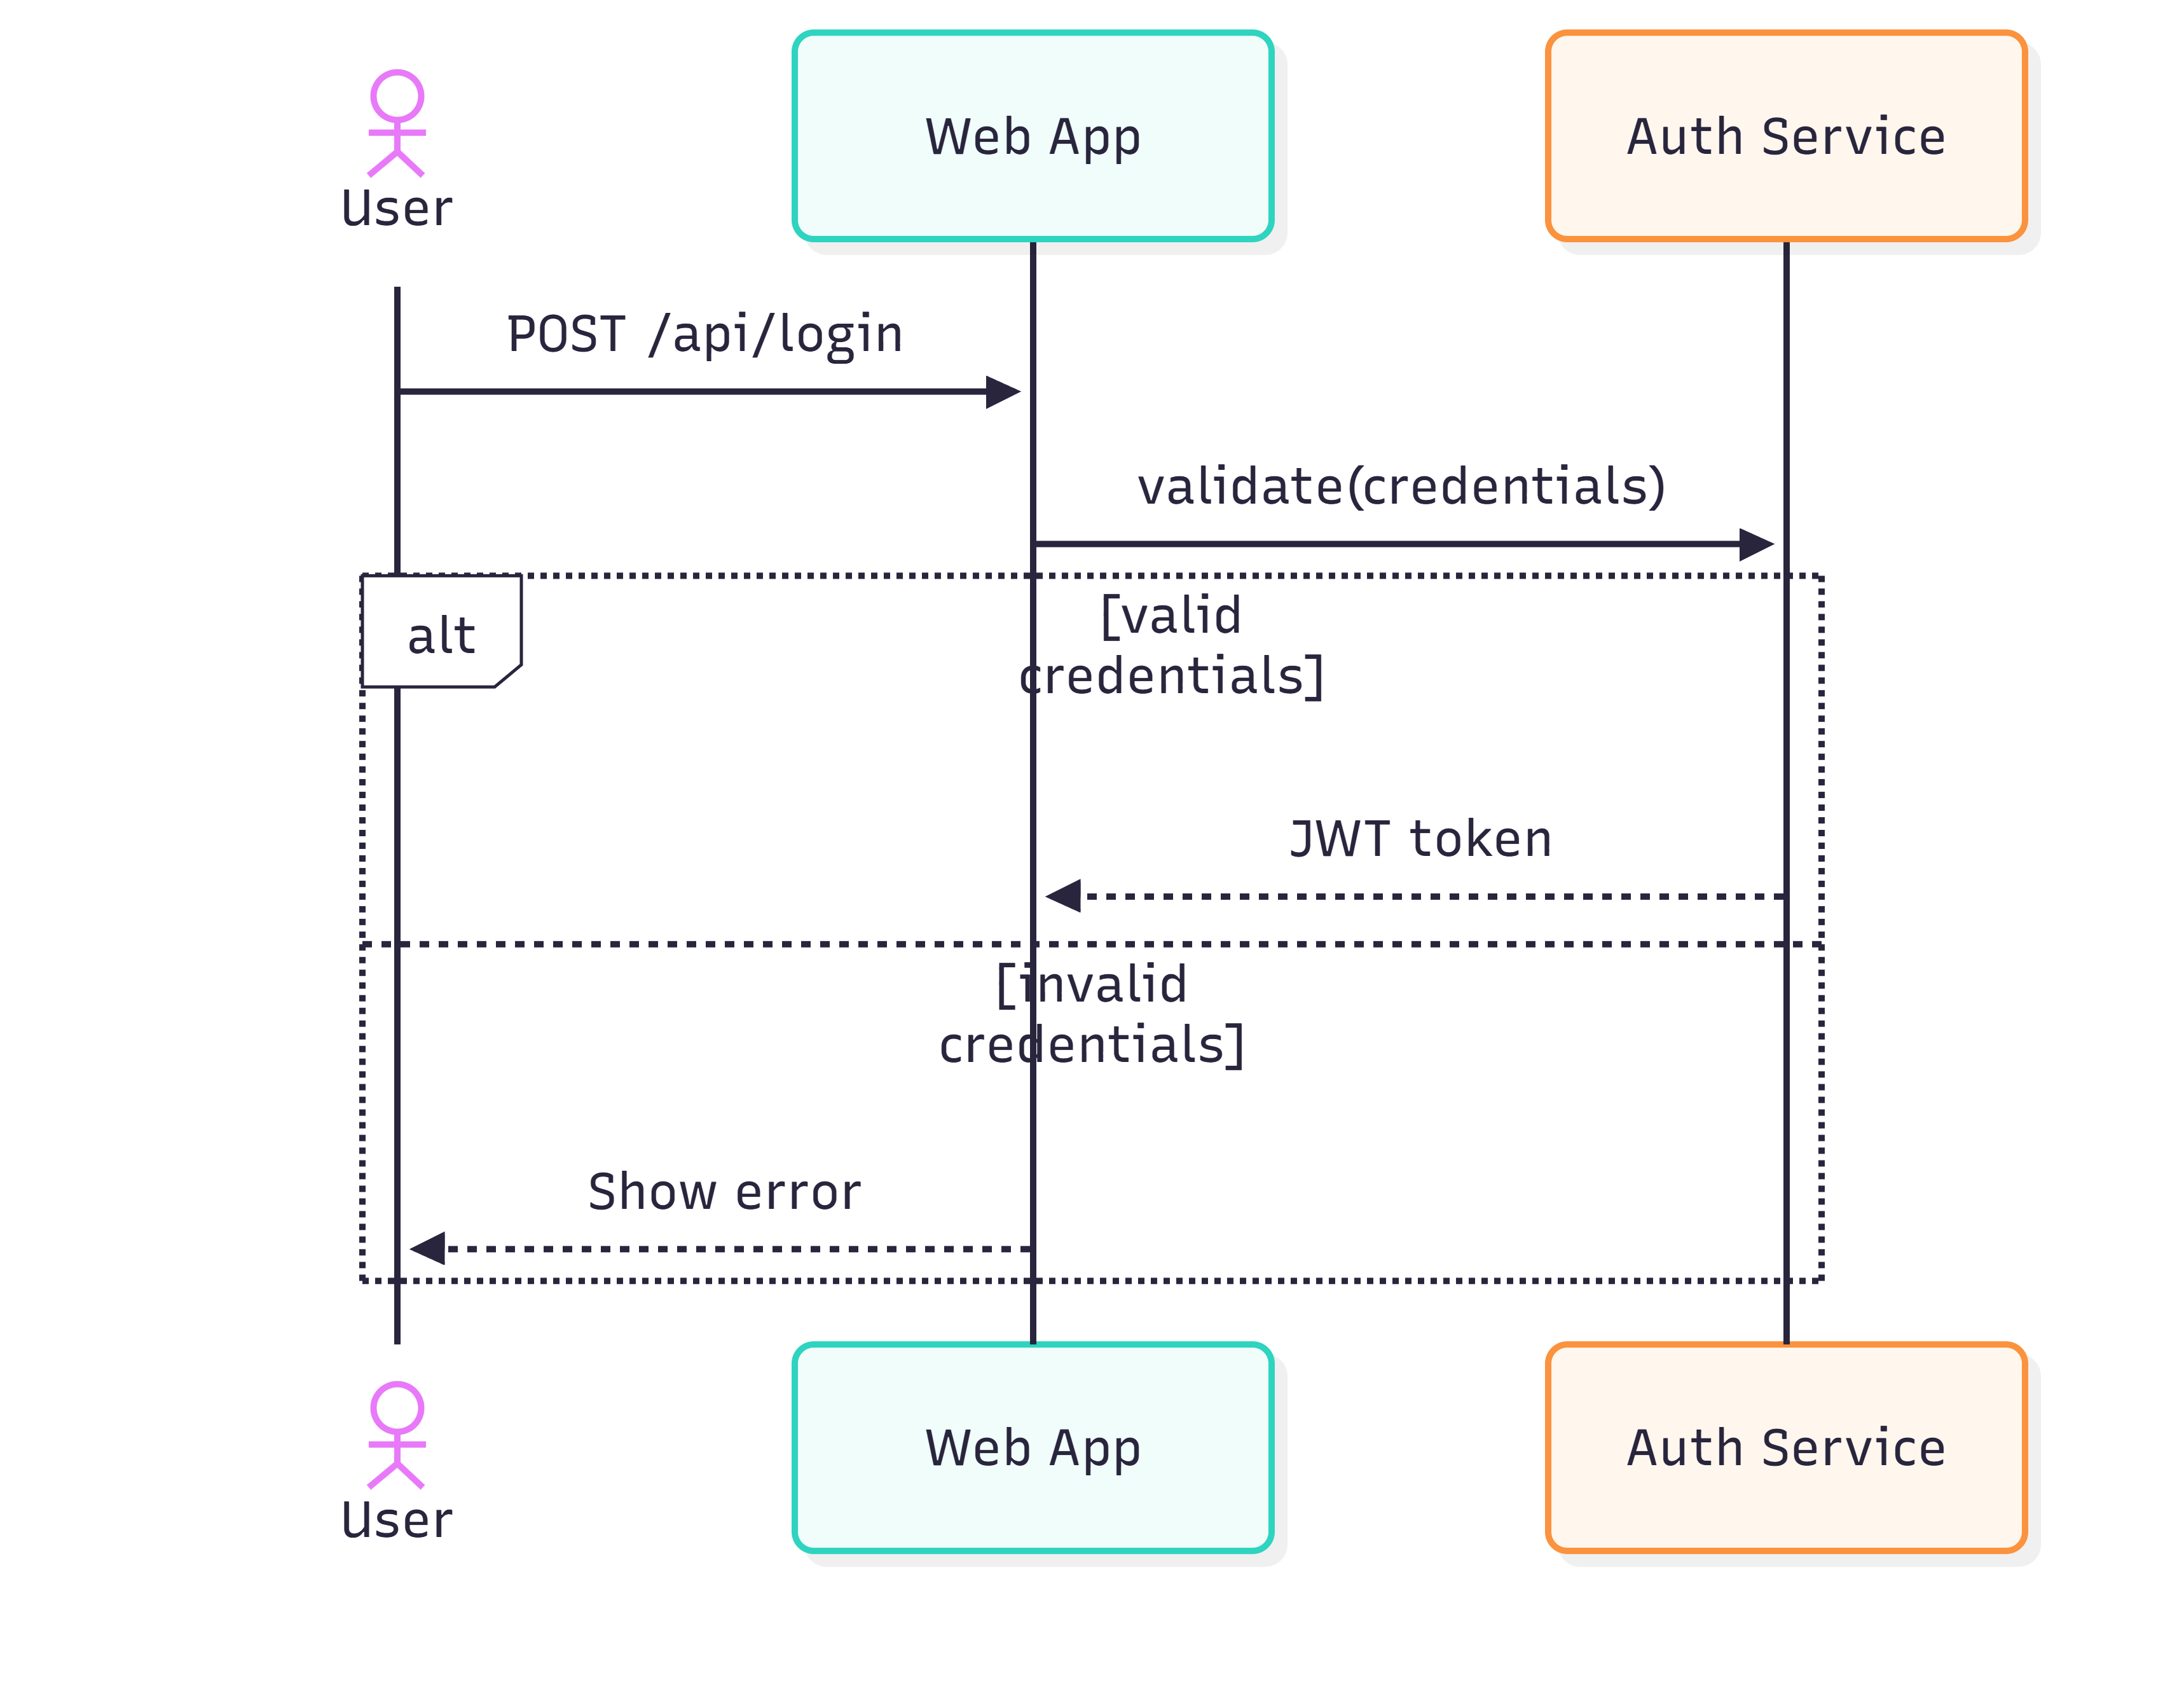 User
Web App
Auth Service
POST /api/login
validate(credentials)
alt
[valid
credentials]
JWT token
[invalid
credentials]
Show error
User
Web App
Auth Service